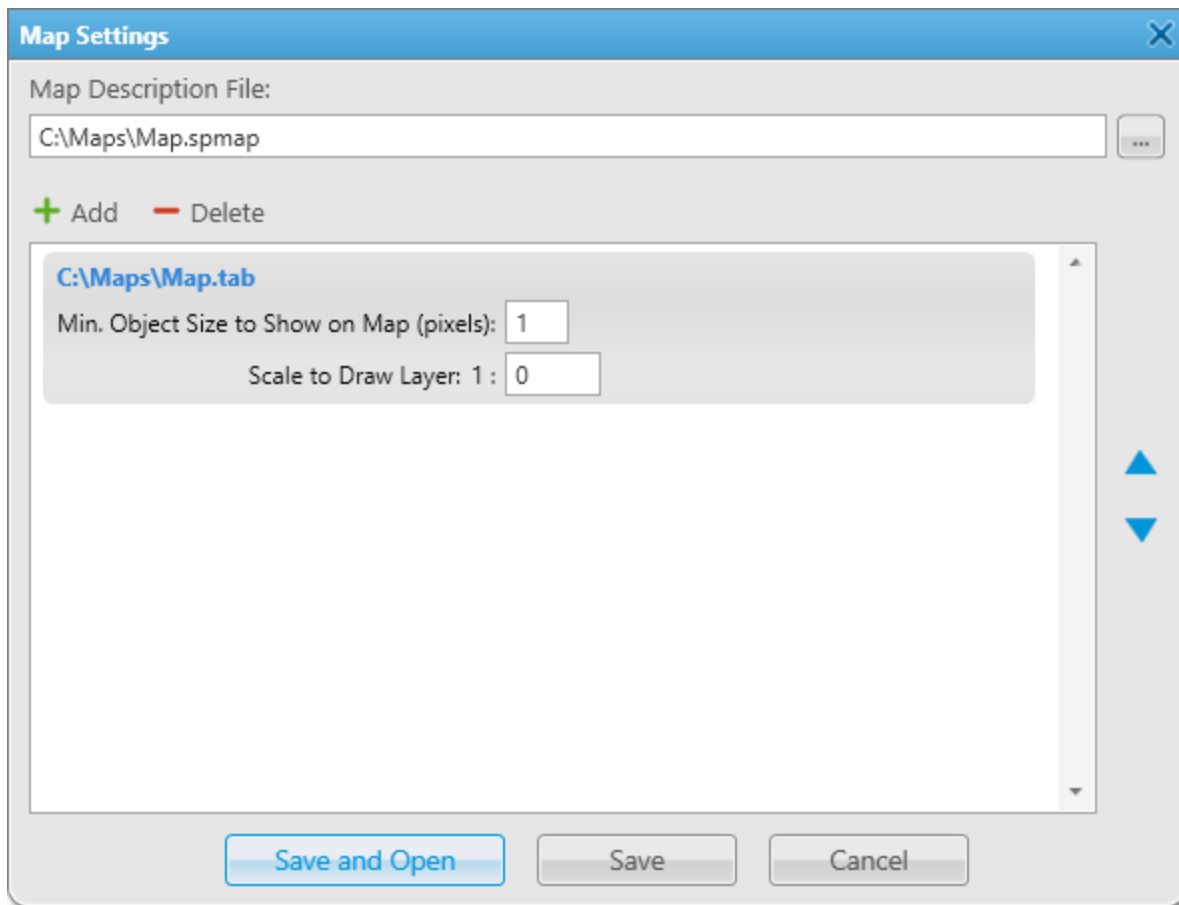 Map Settings
Map Description File:
C:\Maps\Map.spmap
...
Add Delete
C:\Maps\Map.tab
Min. Object Size to Show on Map (pixels): 1
Scale to Draw Layer: 1 : 0
Save and Open Save Cancel